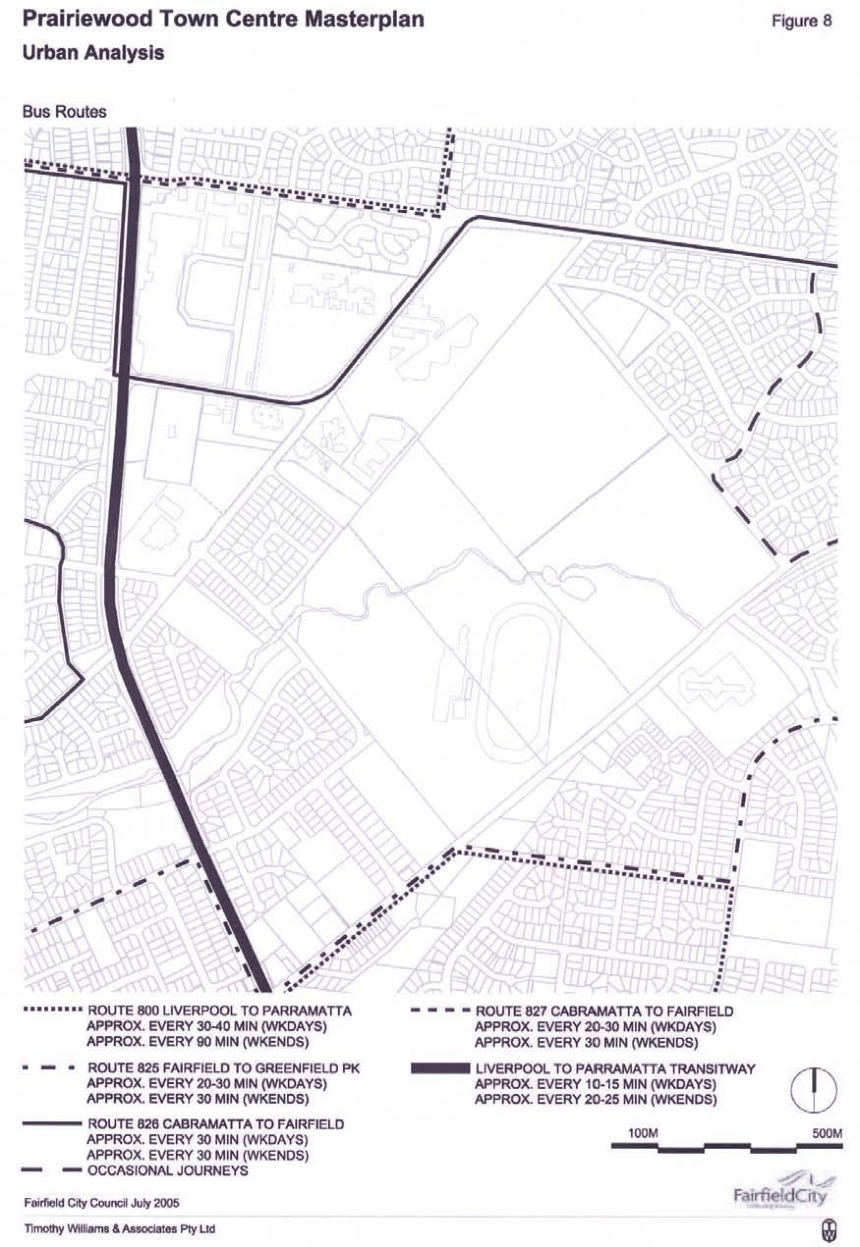 Prairiewood Town Centre Masterplan
Figure 8
Urban Analysis
Bus Routes
ROUTE 800 LIVERPOOL TO PARRAMATTA
APPROX. EVERY 30-40 MIN (WKDAYS)
APPROX. EVERY 90 MIN (WKENDS)
ROUTE 825 FAIRFIELD TO GREENFIELD PK
APPROX. EVERY 20-30 MIN (WKDAYS)
APPROX. EVERY 30 MIN (WKENDS)
ROUTE 826 CABRAMATTA TO FAIRFIELD
APPROX. EVERY 30 MIN (WKDAYS)
APPROX. EVERY 30 MIN (WKENDS)
OCCASIONAL JOURNEYS
ROUTE 827 CABRAMATTA TO FAIRFIELD
APPROX. EVERY 20-30 MIN (WKDAYS)
APPROX. EVERY 30 MIN (WKENDS)
LIVERPOOL TO PARRAMATTA TRANSITWAY
APPROX. EVERY 10-15 MIN (WKDAYS)
APPROX. EVERY 20-25 MIN (WKENDS)
100M 500M
FairfieldCity
Fairfield City Council July 2005
Timothy Williams & Associates Pty Ltd